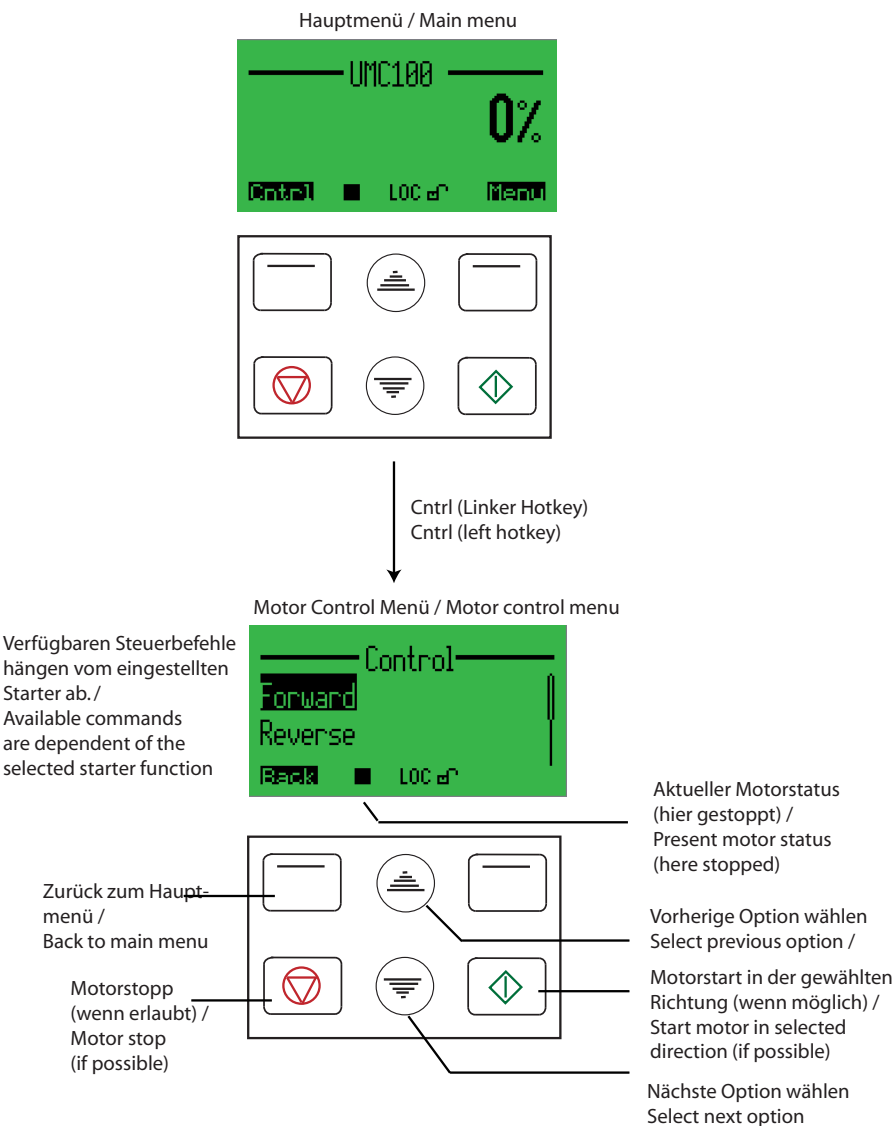 Hauptmenü / Main menu
UMC100
0%
Cntrl LOC Menu
Cntrl (Linker Hotkey)
Cntrl (left hotkey)
Motor Control Menü / Motor control menu
Verfügbaren Steuerbefehle
hängen vom eingestellten
Starter ab. /
Available commands
are dependent of the
selected starter function
Control
Forward
Reverse
Back LOC
Aktueller Motorstatus
(hier gestoppt) /
Present motor status
(here stopped)
Zurück zum Haupt-
menü /
Back to main menu
Vorherige Option wählen
Select previous option /
Motorstopp
(wenn erlaubt) /
Motor stop
(if possible)
Motorstart in der gewählten
Richtung (wenn möglich) /
Start motor in selected
direction (if possible)
Nächste Option wählen
Select next option